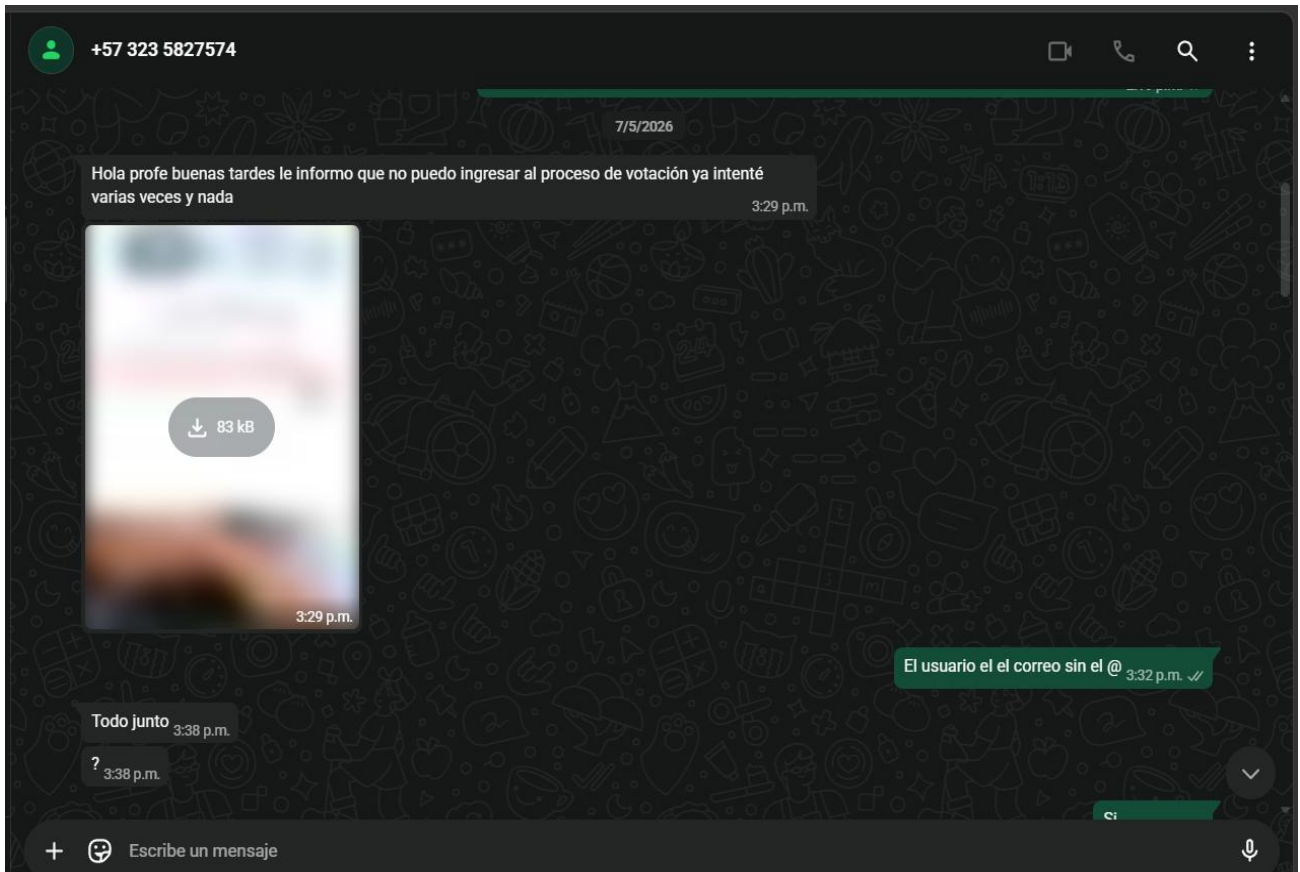 +57 323 5827574
7/5/2026
Hola profe buenas tardes le informo que no puedo ingresar al proceso de votación ya intenté
varias veces y nada
3:29 p.m.
83 kB
3:29 p.m.
El usuario el el correo sin el @ 3:32 p.m.
Todo junto 3:38 p.m.
? 3:38 p.m.
Si
Escribe un mensaje